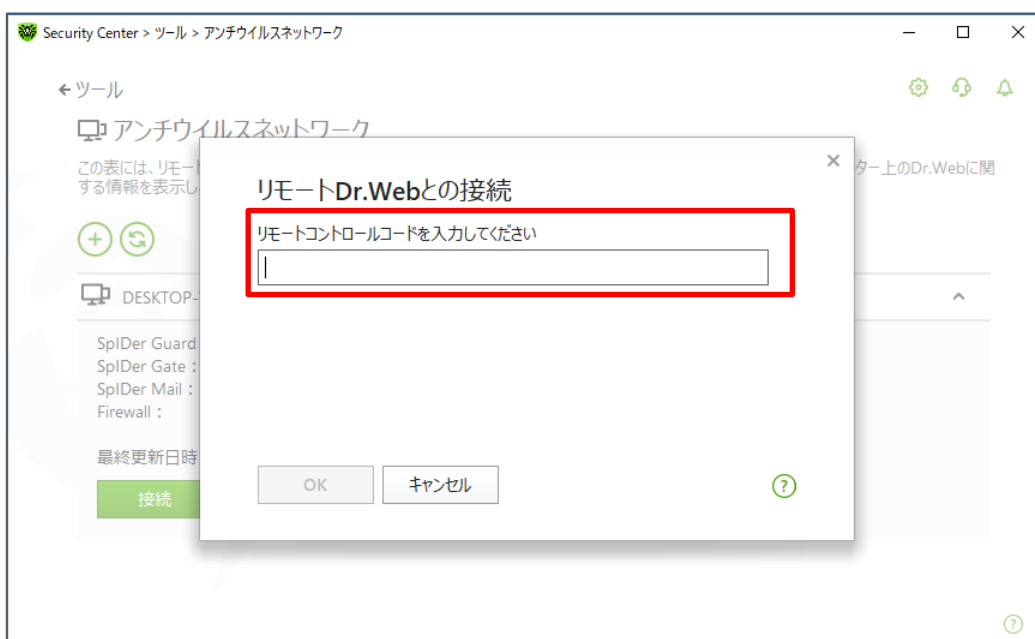 Security Center > ツール > アンチウイルスネットワーク
ツール
アンチウイルスネットワーク
この表には、リモート
ター上のDr.Webに関
する情報を表示し
リモートDr.Webとの接続
リモートコントロールコードを入力してください
DESKTOP-
SpIDer Guard
SpIDer Gate：
SpIDer Mail：
Firewall：
最終更新日時
接続
OK
キャンセル